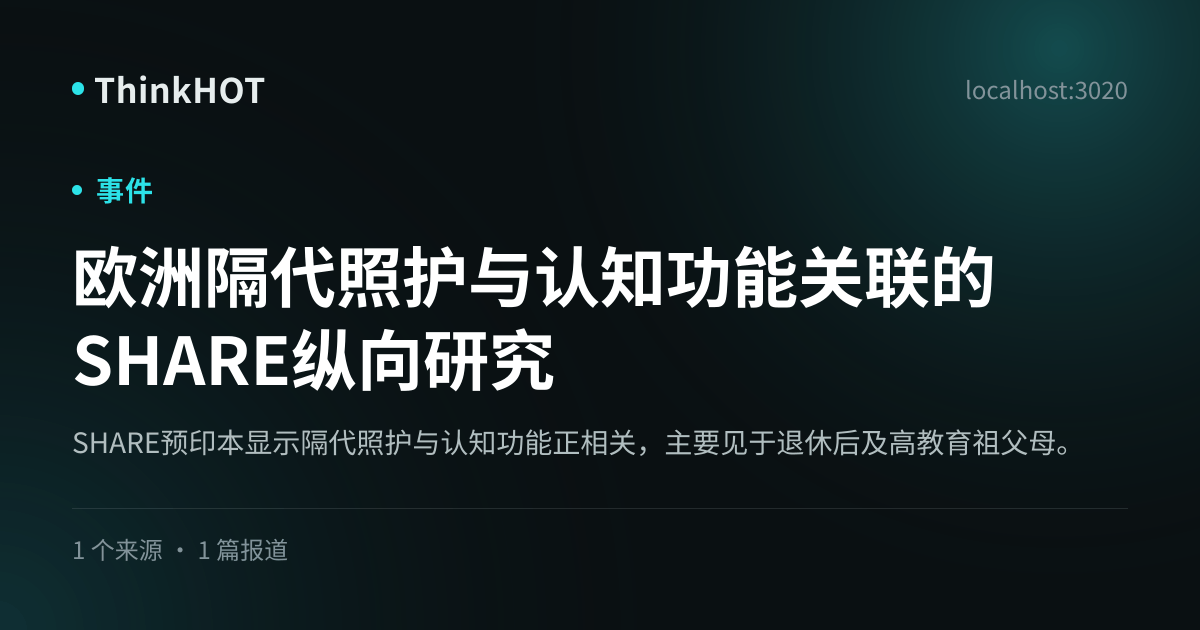 ThinkHOT
localhost:3020
事件
欧洲隔代照护与认知功能关联的
SHARE纵向研究
SHARE预印本显示隔代照护与认知功能正相关，主要见于退休后及高教育祖父母。
1 个来源 · 1 篇报道